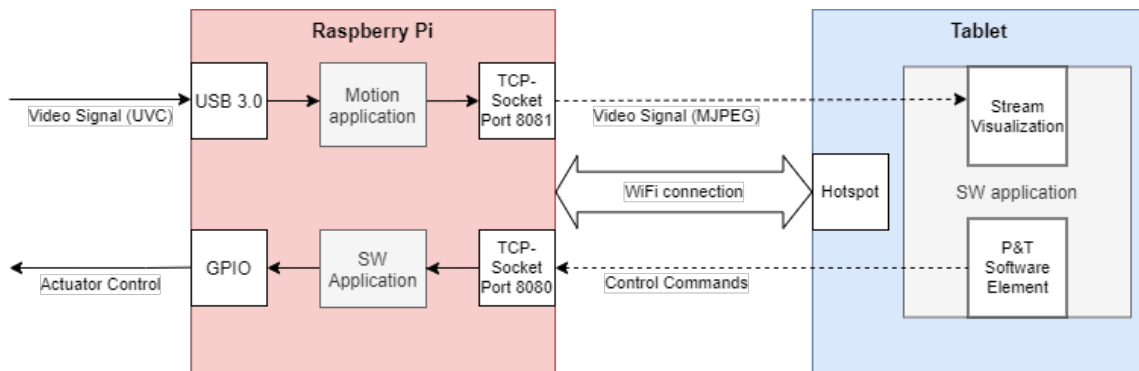 Raspberry Pi
Tablet
USB 3.0
Motion
application
TCP-
Socket
Port 8081
Stream
Visualization
Video Signal (UVC)
Video Signal (MJPEG)
WiFi connection
Hotspot
SW application
GPIO
SW
Application
TCP-
Socket
Port 8080
P&T
Software
Element
Actuator Control
Control Commands